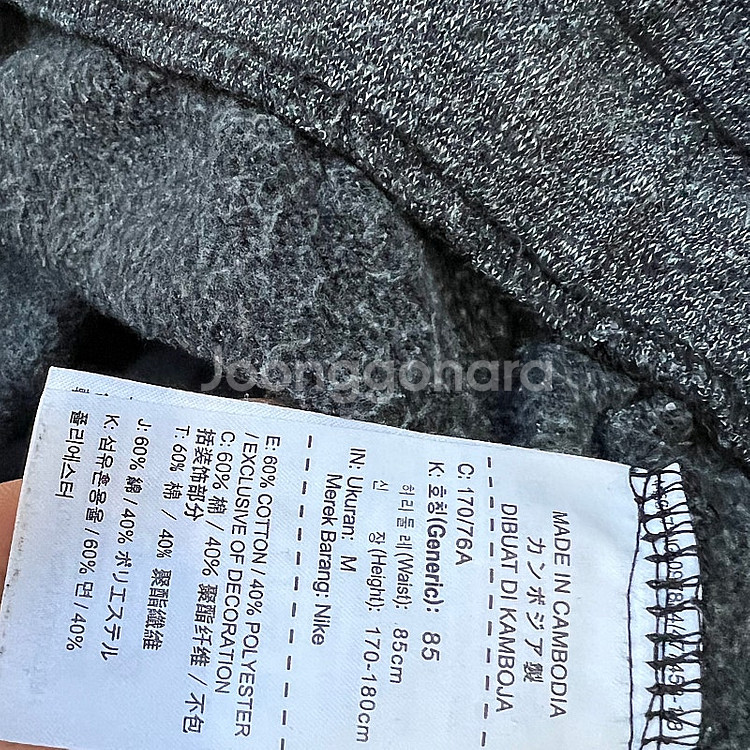 Joonggonara
MADE IN CAMBODIA
カンボジア製
DIBUAT DI KAMBOJA
C: 170/76A
K: 호칭(Generic): 85
허리둘레(Waist): 85cm
신 장(Height): 170-180cm
IN: Ukuran: M
Merek Barang: Nike
E: 60% COTTON / 40% POLYESTER
/ EXCLUSIVE OF DECORATION
C: 60% 棉 / 40% 聚酯纤维 / 不包
括装饰部分
T: 60% 棉 / 40% 聚酯纖維
J: 60% 綿 / 40% ポリエステル
K: 섬유혼용율 / 60% 면 / 40%
폴리에스터